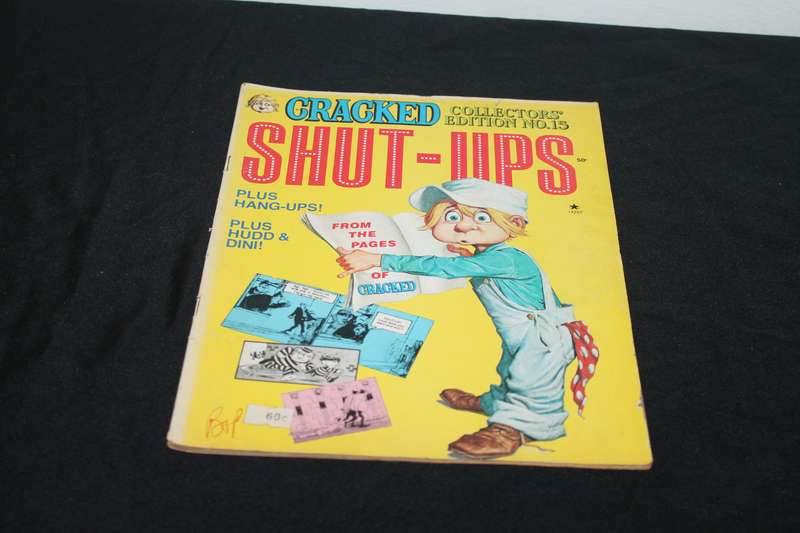 CRACKED
COLLECTORS'
EDITION NO.15
SHUT-UPS
50¢
PLUS
HANG-UPS!
PLUS
HUDD &
DINI!
FROM
THE
PAGES
OF
CRACKED
60c